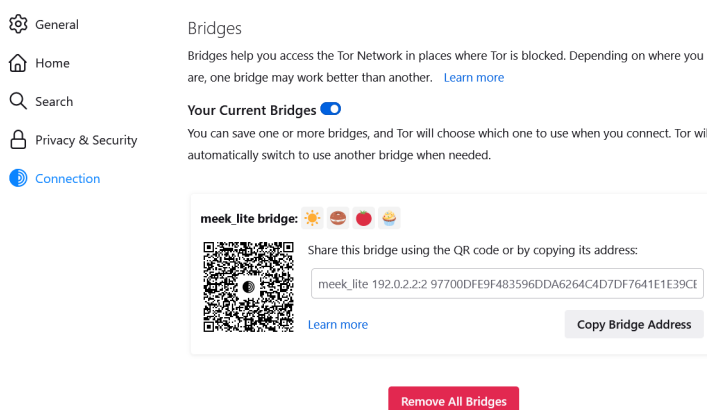 General
Home
Search
Privacy & Security
Connection
Bridges
Bridges help you access the Tor Network in places where Tor is blocked. Depending on where you
are, one bridge may work better than another. Learn more
Your Current Bridges
You can save one or more bridges, and Tor will choose which one to use when you connect. Tor will
automatically switch to use another bridge when needed.
meek_lite bridge:
Share this bridge using the QR code or by copying its address:
meek_lite 192.0.2.2:2 97700DFE9F483596DDA6264C4D7DF7641E1E39CE
Learn more
Copy Bridge Address
Remove All Bridges